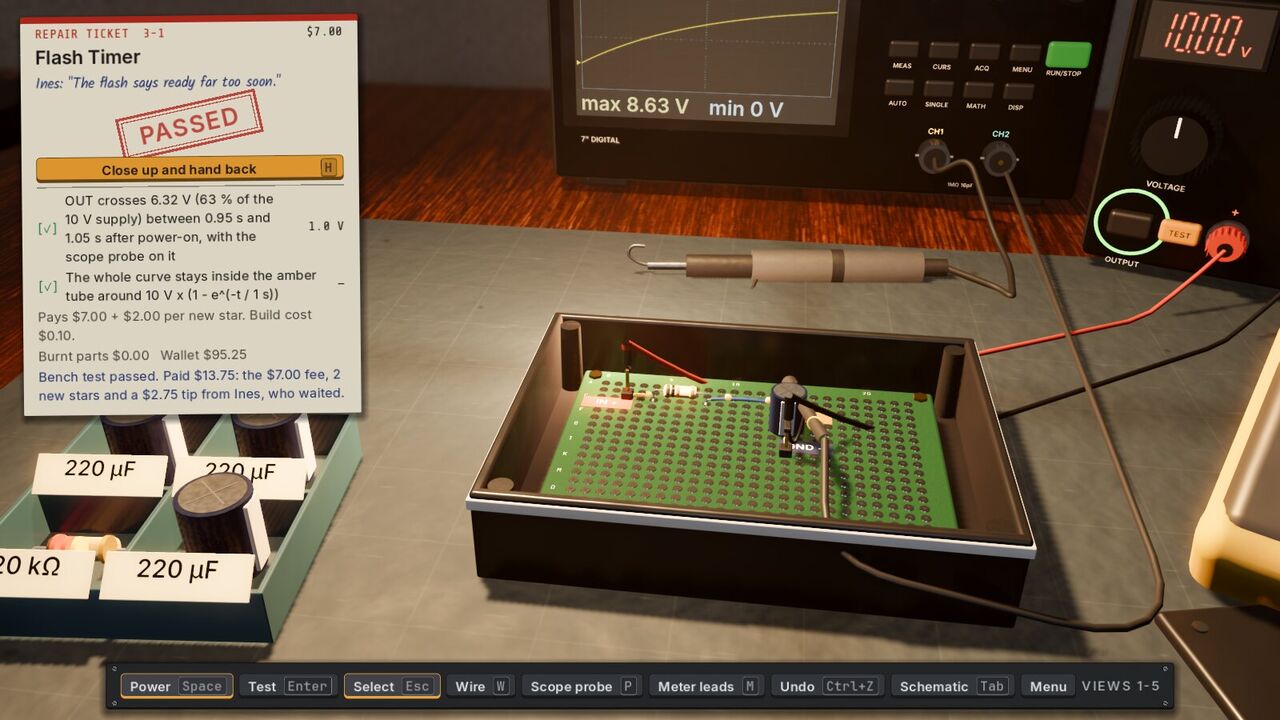 REPAIR TICKET 3-1 $7.00
Flash Timer
Ines: "The flash says ready far too soon."
PASSED
Close up and hand back H
OUT crosses 6.32 V (63 % of the
10 V supply) between 0.95 s and
1.05 s after power-on, with the
scope probe on it
[✓] 1.0 V
The whole curve stays inside the amber
tube around 10 V x (1 - e^(-t / 1 s))
[✓] –
Pays $7.00 + $2.00 per new star. Build cost
$0.10.
Burnt parts $0.00 Wallet $95.25
Bench test passed. Paid $13.75: the $7.00 fee, 2
new stars and a $2.75 tip from Ines, who waited.
max 8.63 V min 0 V
7" DIGITAL
MEAS CURS ACQ MENU RUN/STOP
AUTO SINGLE MATH DISP
CH1 CH2
1MΩ 16pF
10.00 V
VOLTAGE
+
TEST
OUTPUT
IN +
GND
220 µF
220 µF
20 kΩ
220 µF
Power Space Test Enter Select Esc Wire W Scope probe P Meter leads M Undo Ctrl+Z Schematic Tab Menu VIEWS 1-5